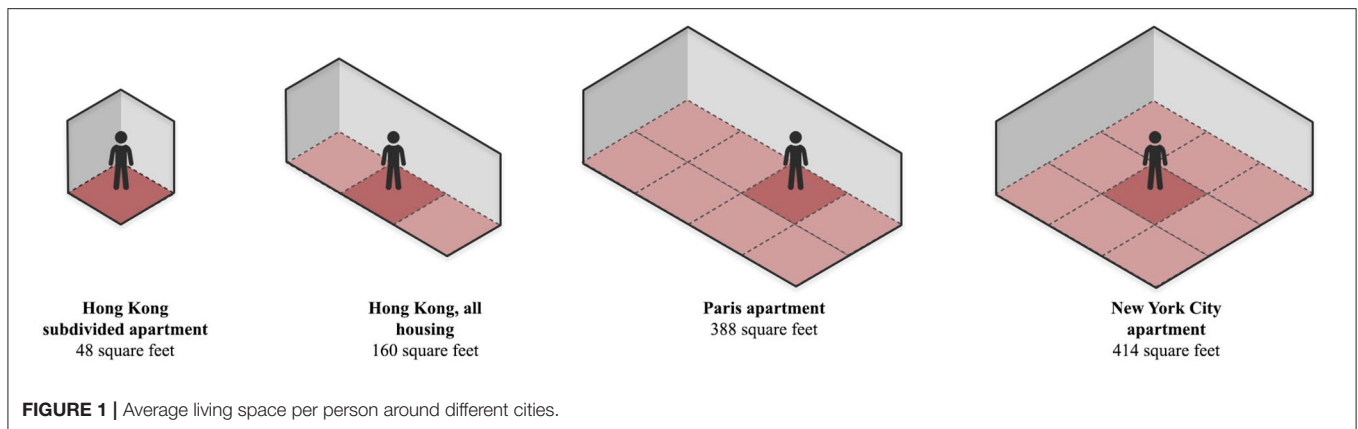 Hong Kong
subdivided apartment
48 square feet
Hong Kong, all
housing
160 square feet
Paris apartment
388 square feet
New York City
apartment
414 square feet
FIGURE 1 | Average living space per person around different cities.